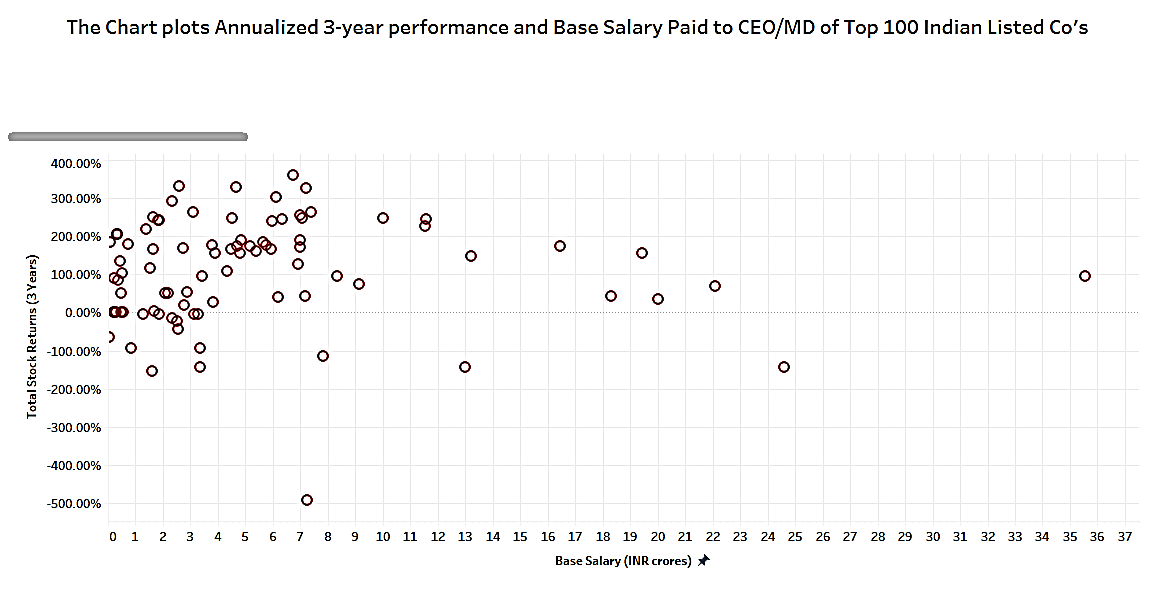 The Chart plots Annualized 3-year performance and Base Salary Paid to CEO/MD of Top 100 Indian Listed Co's
400.00%
300.00%
200.00%
100.00%
0.00%
-100.00%
-200.00%
-300.00%
-400.00%
-500.00%
Total Stock Returns (3 Years)
0 1 2 3 4 5 6 7 8 9 10 11 12 13 14 15 16 17 18 19 20 21 22 23 24 25 26 27 28 29 30 31 32 33 34 35 36 37
Base Salary (INR crores)